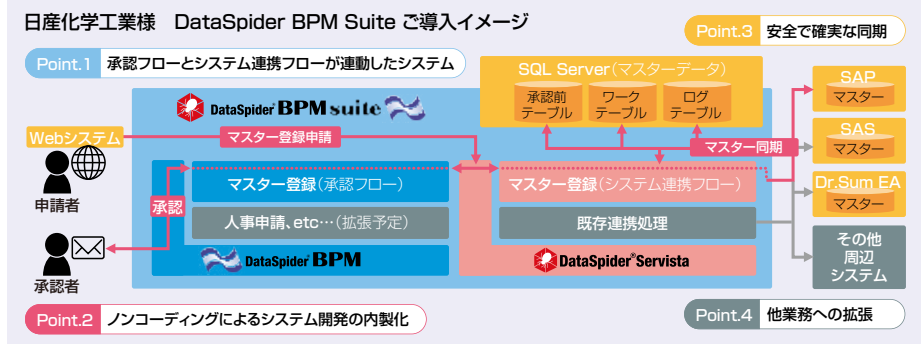 日産化学工業様　DataSpider BPM Suite ご導入イメージ
Point.3 安全で確実な同期
Point.1 承認フローとシステム連携フローが連動したシステム
SQL Server(マスターデータ)
承認前
テーブル
ワーク
テーブル
ログ
テーブル
SAP
マスター
DataSpider BPM suite
Webシステム
マスター登録申請
マスター同期
SAS
マスター
申請者
承認
マスター登録(承認フロー)
マスター登録(システム連携フロー)
Dr.Sum EA
マスター
人事申請、etc…(拡張予定)
既存連携処理
承認者
DataSpider BPM
DataSpider® Servista
その他
周辺
システム
Point.2 ノンコーディングによるシステム開発の内製化
Point.4 他業務への拡張